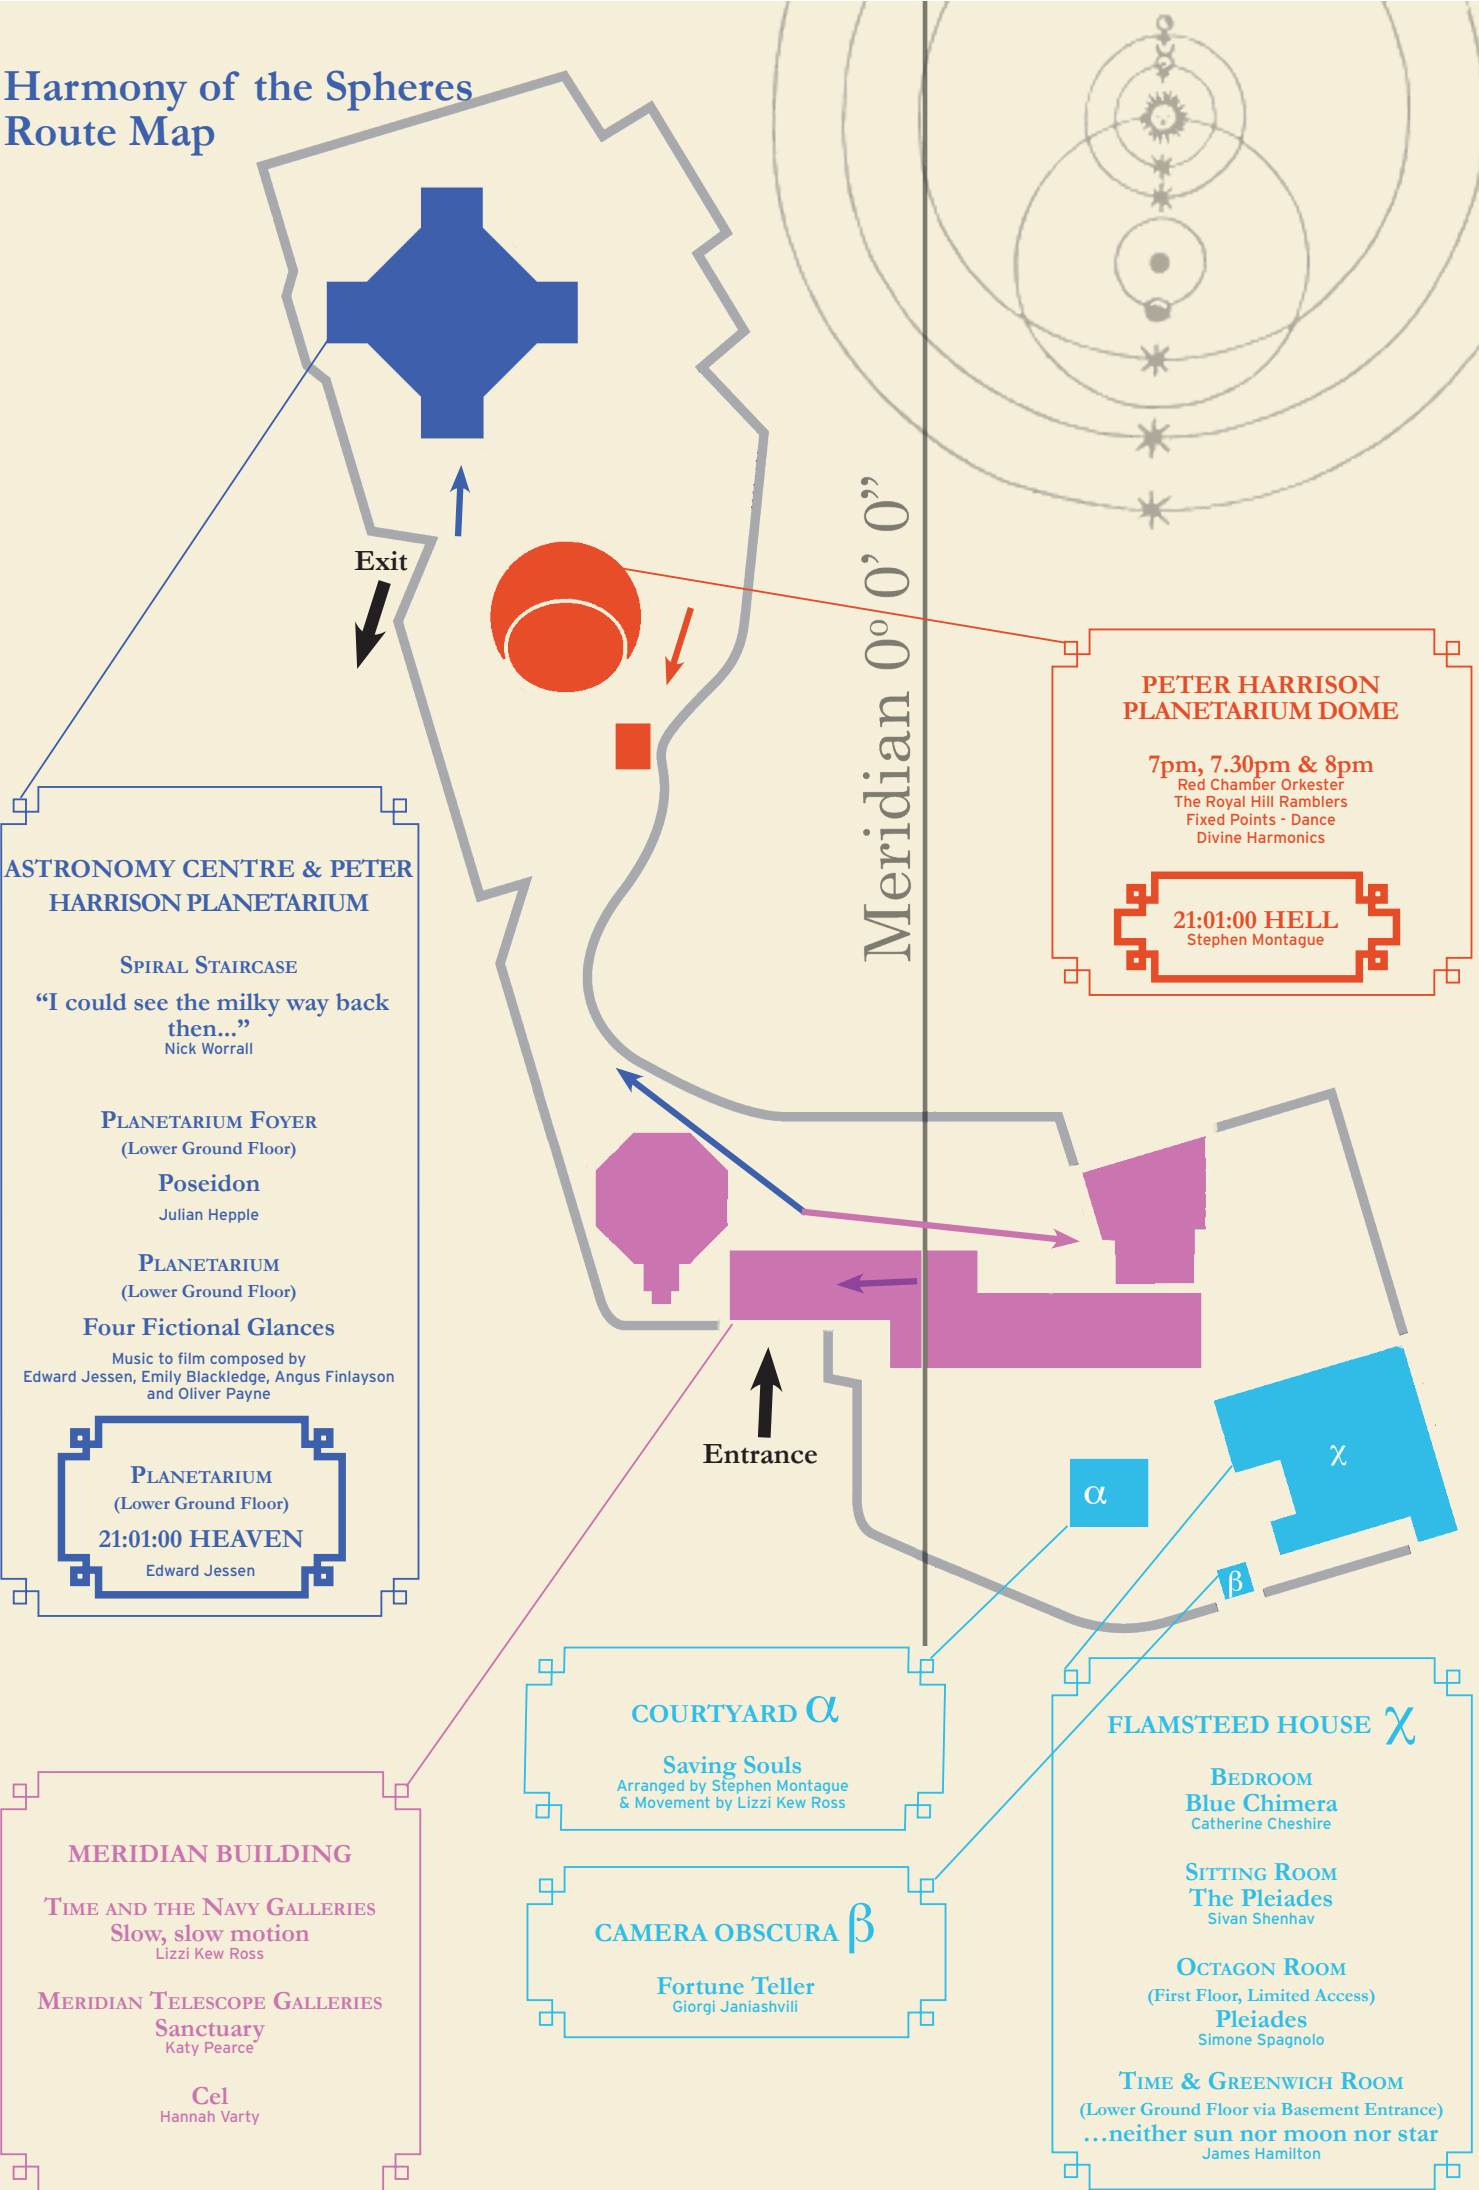 Harmony of the Spheres
Route Map
Exit
Meridian 0º 0’ 0”
PETER HARRISON
PLANETARIUM DOME
7pm, 7.30pm & 8pm
Red Chamber Orkester
The Royal Hill Ramblers
Fixed Points - Dance
Divine Harmonics
21:01:00 HELL
Stephen Montague
ASTRONOMY CENTRE & PETER
HARRISON PLANETARIUM
Spiral Staircase
“I could see the milky way back
then...”
Nick Worrall
Planetarium Foyer
(Lower Ground Floor)
Poseidon
Julian Hepple
Planetarium
(Lower Ground Floor)
Four Fictional Glances
Music to film composed by
Edward Jessen, Emily Blackledge, Angus Finlayson
and Oliver Payne
Planetarium
(Lower Ground Floor)
21:01:00 HEAVEN
Edward Jessen
Entrance
χ
α
β
COURTYARD α
Saving Souls
Arranged by Stephen Montague
& Movement by Lizzi Kew Ross
CAMERA OBSCURA β
Fortune Teller
Giorgi Janiashvili
MERIDIAN BUILDING
Time and the Navy Galleries
Slow, slow motion
Lizzi Kew Ross
Meridian Telescope Galleries
Sanctuary
Katy Pearce
Cel
Hannah Varty
FLAMSTEED HOUSE χ
Bedroom
Blue Chimera
Catherine Cheshire
Sitting Room
The Pleiades
Sivan Shenhav
Octagon Room
(First Floor, Limited Access)
Pleiades
Simone Spagnolo
Time & Greenwich Room
(Lower Ground Floor via Basement Entrance)
…neither sun nor moon nor star
James Hamilton